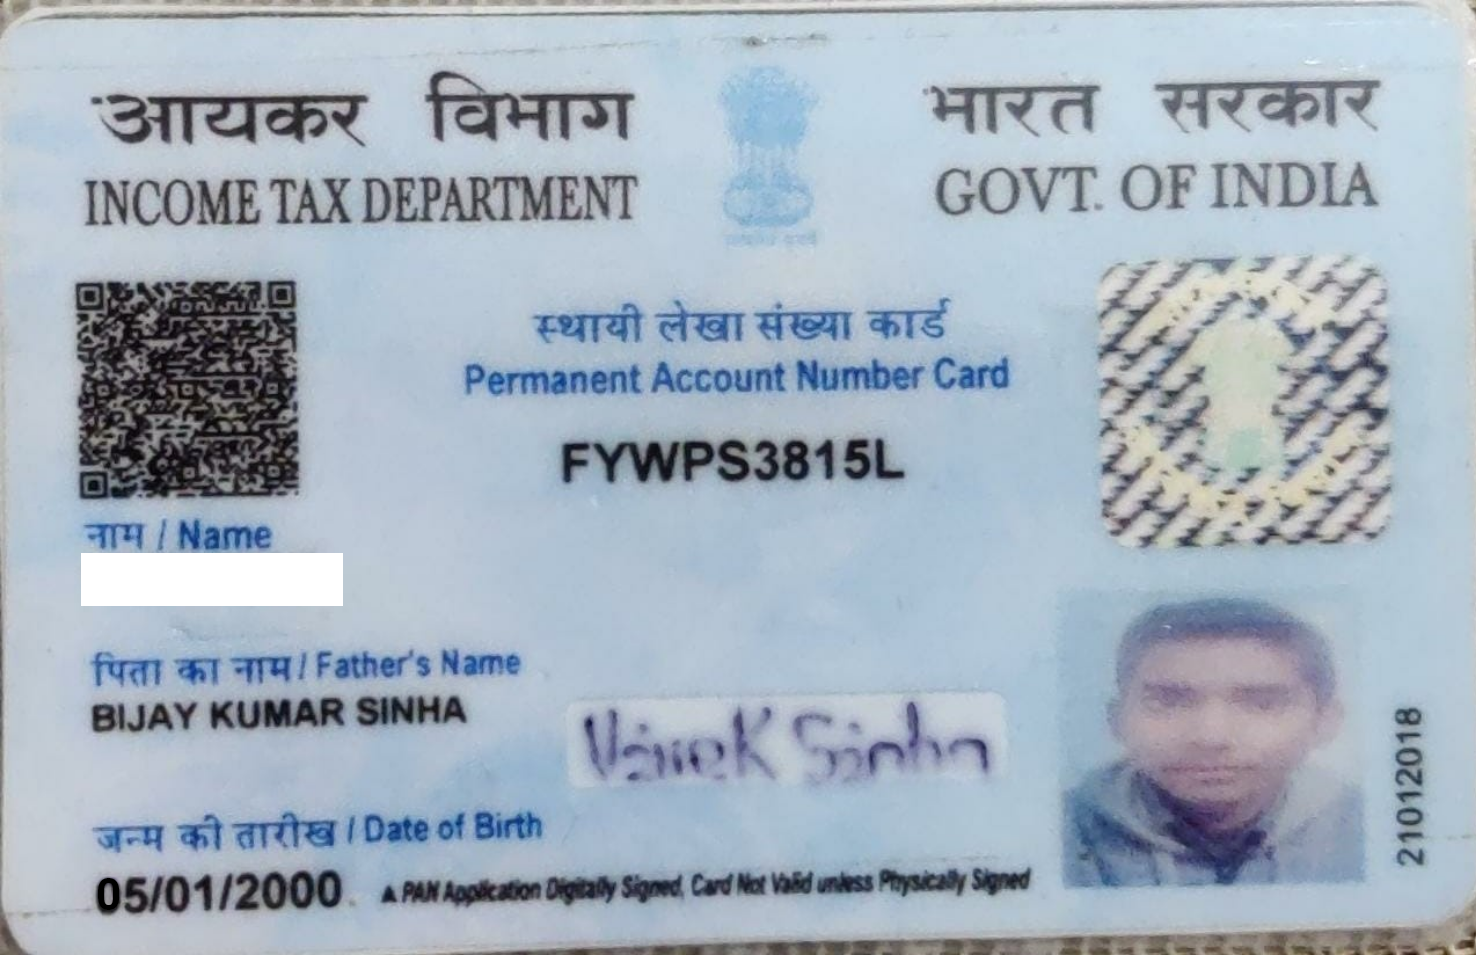 आयकर विभाग
INCOME TAX DEPARTMENT
भारत सरकार
GOVT. OF INDIA
स्थायी लेखा संख्या कार्ड
Permanent Account Number Card
FYWPS3815L
नाम / Name
पिता का नाम / Father's Name
BIJAY KUMAR SINHA
Vivek Sinha
जन्म की तारीख / Date of Birth
05/01/2000
PAN Application Digitally Signed, Card Not Valid unless Physically Signed
21012018